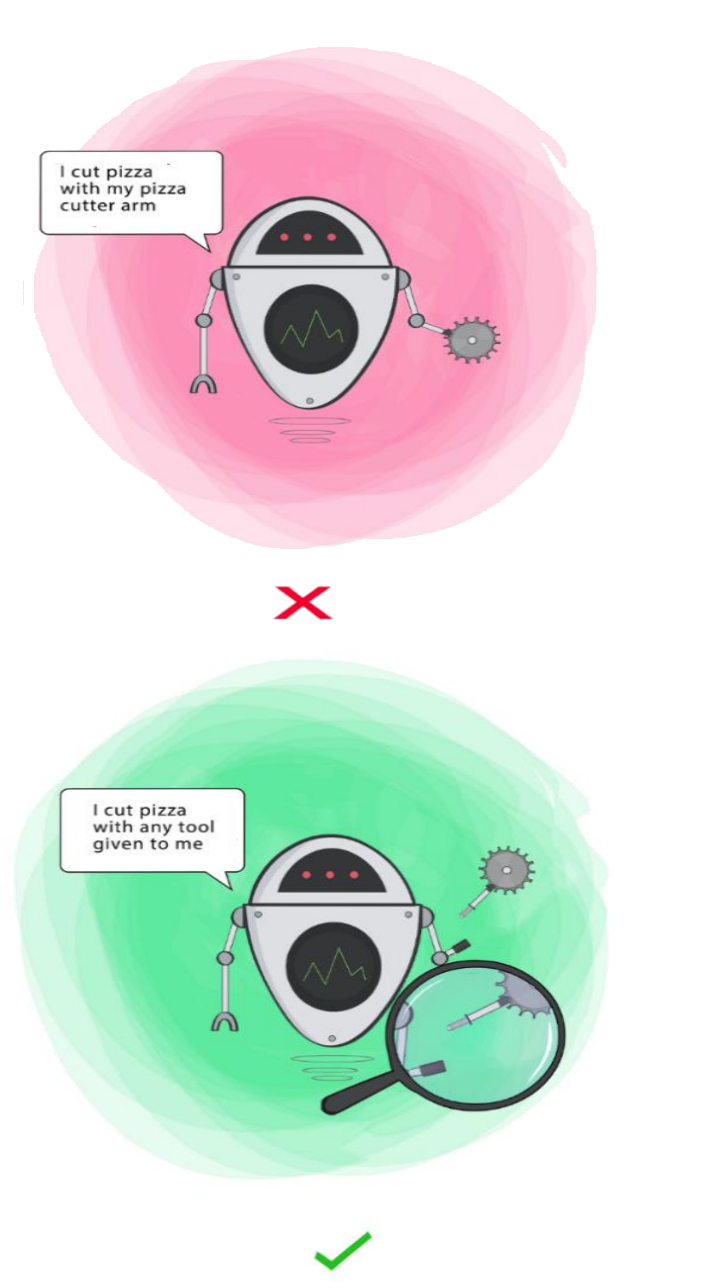 I cut pizza
with my pizza
cutter arm
I cut pizza
with any tool
given to me